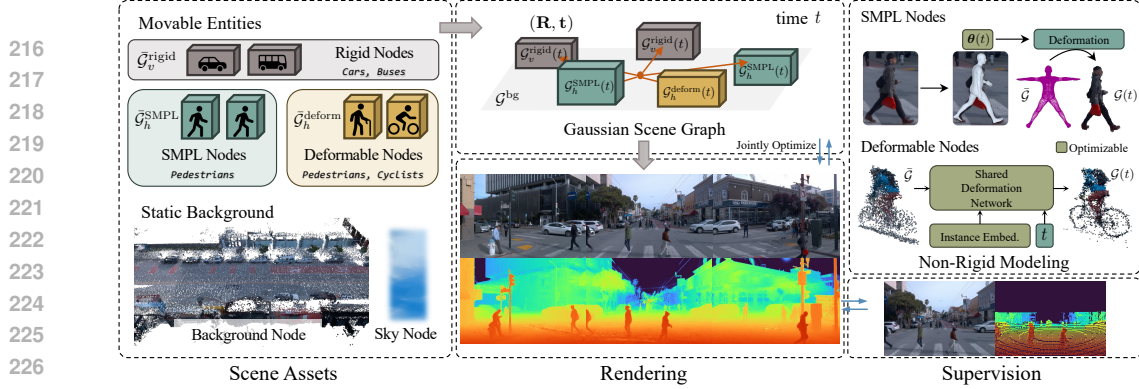 216
217
218
219
220
221
222
223
224
225
226
Movable Entities
𝒢̄_v^rigid
Rigid Nodes
Cars, Buses
𝒢̄_h^SMPL
SMPL Nodes
Pedestrians
𝒢̄_h^deform
Deformable Nodes
Pedestrians, Cyclists
Static Background
Background Node
Sky Node
Scene Assets
(R, t)
time t
𝒢_v^rigid(t)
𝒢_v^rigid(t)
𝒢_h^SMPL(t)
𝒢_h^SMPL(t)
𝒢_h^deform(t)
𝒢^bg
Gaussian Scene Graph
Jointly Optimize
Rendering
SMPL Nodes
θ(t)
Deformation
𝒢̄
𝒢(t)
Deformable Nodes
Optimizable
𝒢̄
Shared
Deformation
Network
𝒢(t)
Instance Embed.
t
Non-Rigid Modeling
Supervision